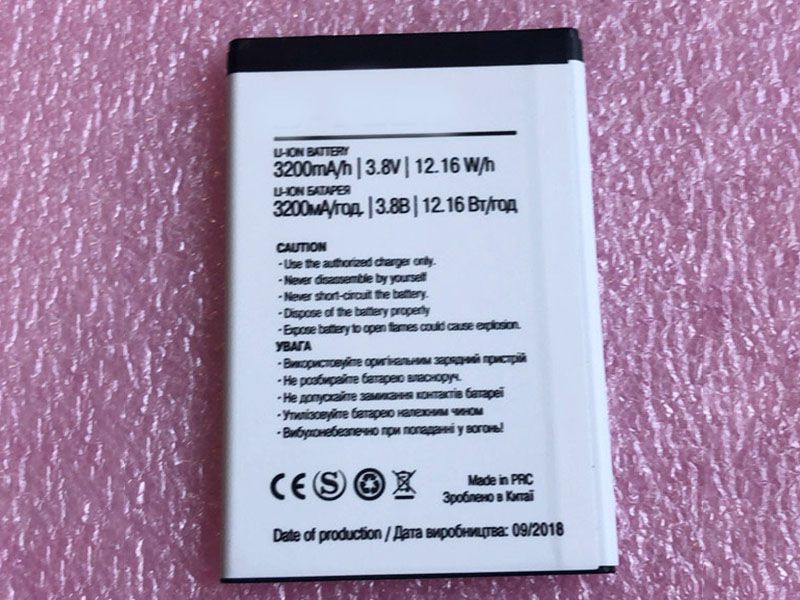 LI-ION BATTERY
3200mA/h | 3.8V | 12.16 W/h
LI-ION БАТАРЕЯ
3200мА/год. | 3.8В | 12.16 Вт/год
CAUTION
· Use the authorized charger only.
· Never disassemble by yourself
· Never short-circuit the battery.
· Dispose of the battery properly
· Expose battery to open flames could cause explosion.
УВАГА
· Використовуйте оригінальним зарядний пристрій
· Не розбирайте батарею власноруч.
· Не допускайте замикання контактів батареї
· Утилізовуйте батарею належним чином
· Вибухонебезпечно при попаданні у вогонь!
CE S Made in PRC
Зроблено в Китаї
Date of production / Дата виробництва: 09/2018